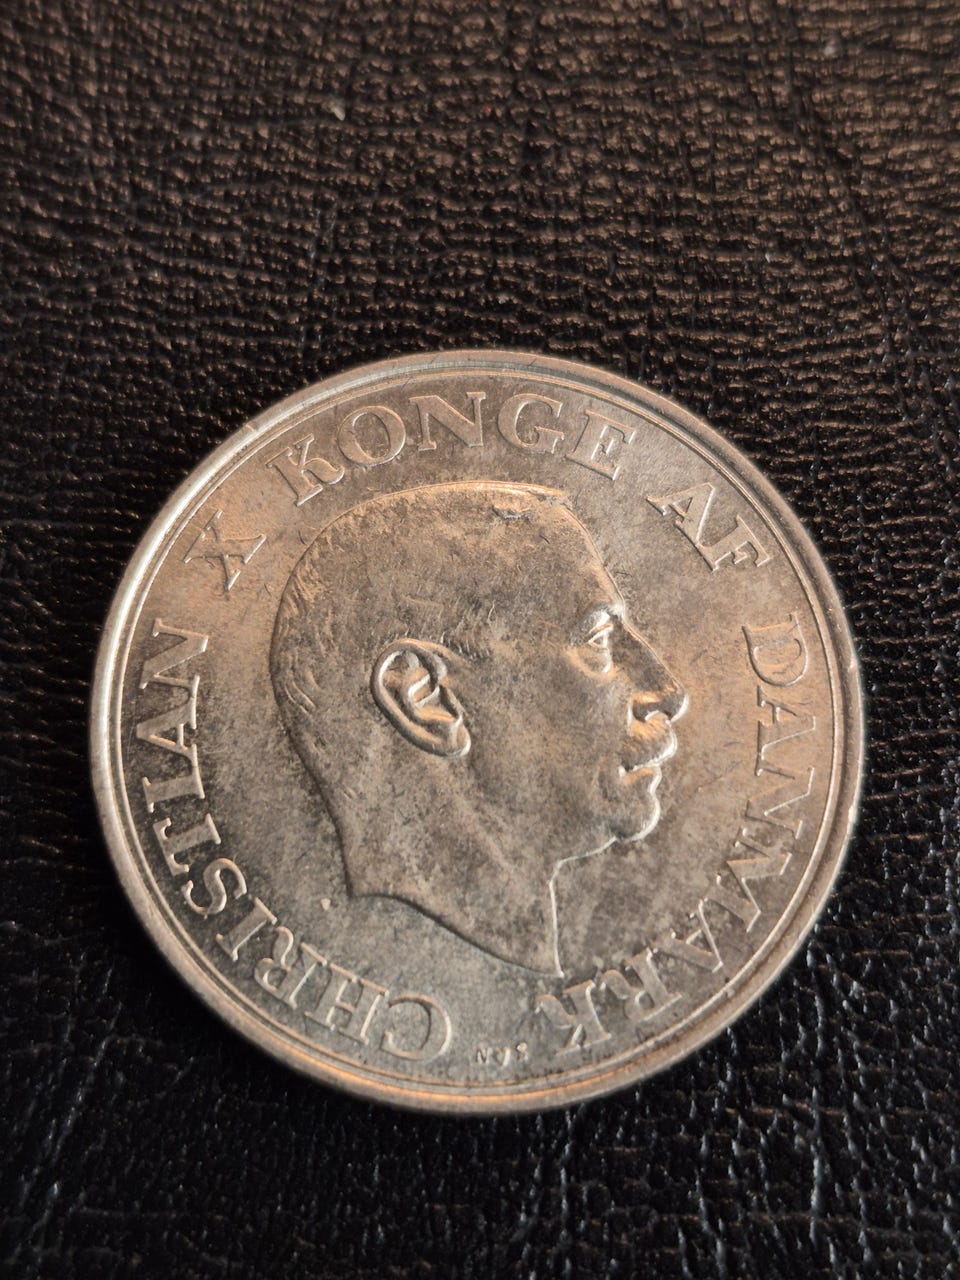 CHRISTIAN X KONGE AF DANMARK
N♥S